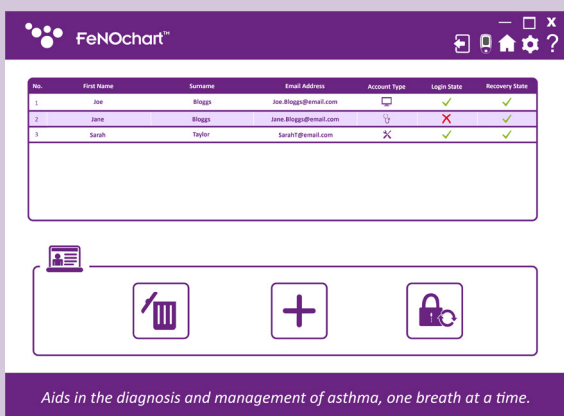 FeNOchart™
No. First Name Surname Email Address Account Type Login State Recovery State
1 Joe Bloggs Joe.Bloggs@email.com
2 Jane Bloggs Jane.Bloggs@email.com
3 Sarah Taylor SarahT@email.com
Aids in the diagnosis and management of asthma, one breath at a time.